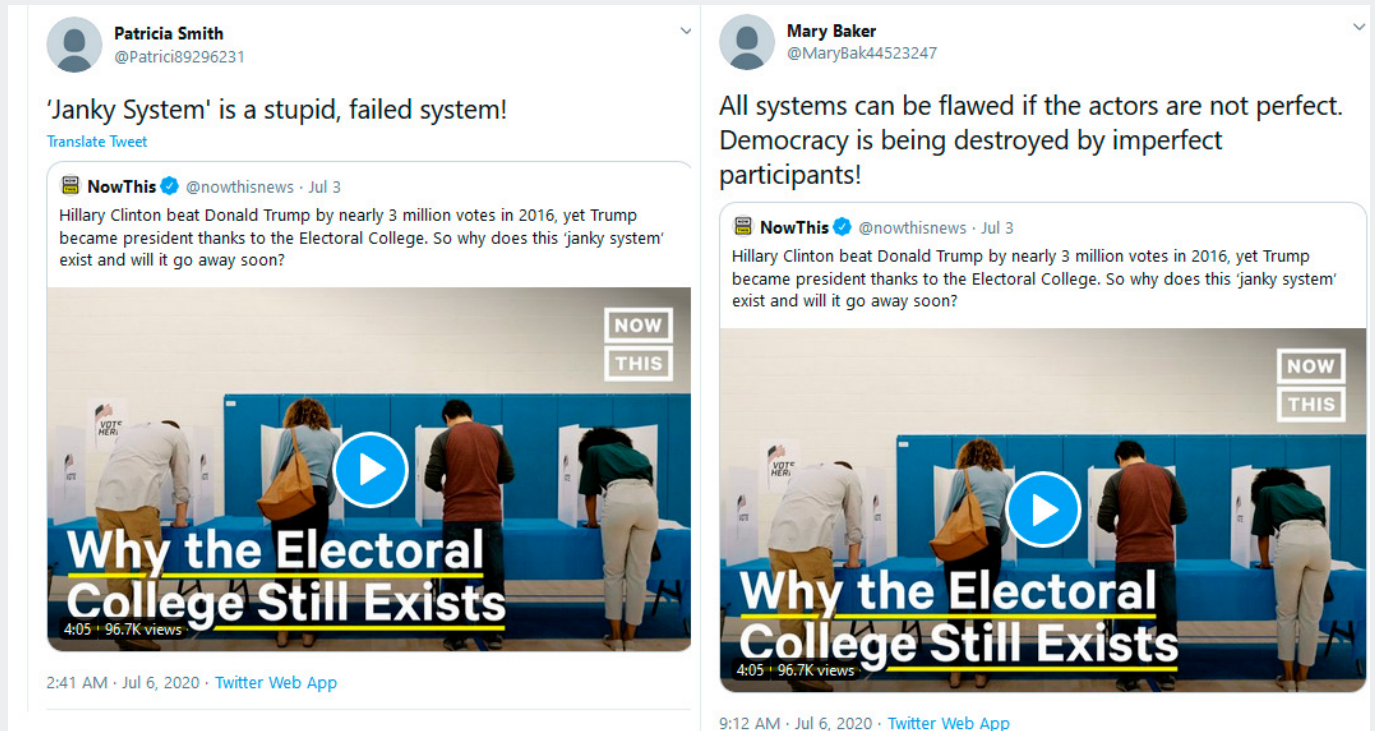 Patricia Smith
@Patrici89296231
‘Janky System' is a stupid, failed system!
Translate Tweet
NowThis @nowthisnews · Jul 3
Hillary Clinton beat Donald Trump by nearly 3 million votes in 2016, yet Trump
became president thanks to the Electoral College. So why does this ‘janky system’
exist and will it go away soon?
NOW
THIS
VOTE
HERE
Why the Electoral
College Still Exists
4:05 96.7K views
2:41 AM · Jul 6, 2020 · Twitter Web App
Mary Baker
@MaryBak44523247
All systems can be flawed if the actors are not perfect.
Democracy is being destroyed by imperfect
participants!
NowThis @nowthisnews · Jul 3
Hillary Clinton beat Donald Trump by nearly 3 million votes in 2016, yet Trump
became president thanks to the Electoral College. So why does this ‘janky system’
exist and will it go away soon?
NOW
THIS
VOTE
HERE
Why the Electoral
College Still Exists
4:05 96.7K views
9:12 AM · Jul 6, 2020 · Twitter Web App